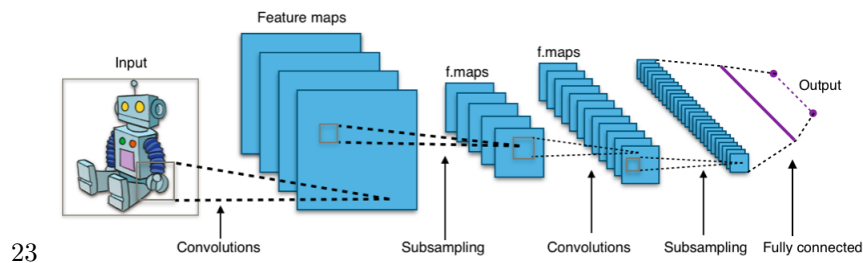 Feature maps
Input
f.maps
f.maps
Output
Convolutions
Subsampling
Convolutions
Subsampling
Fully connected
23